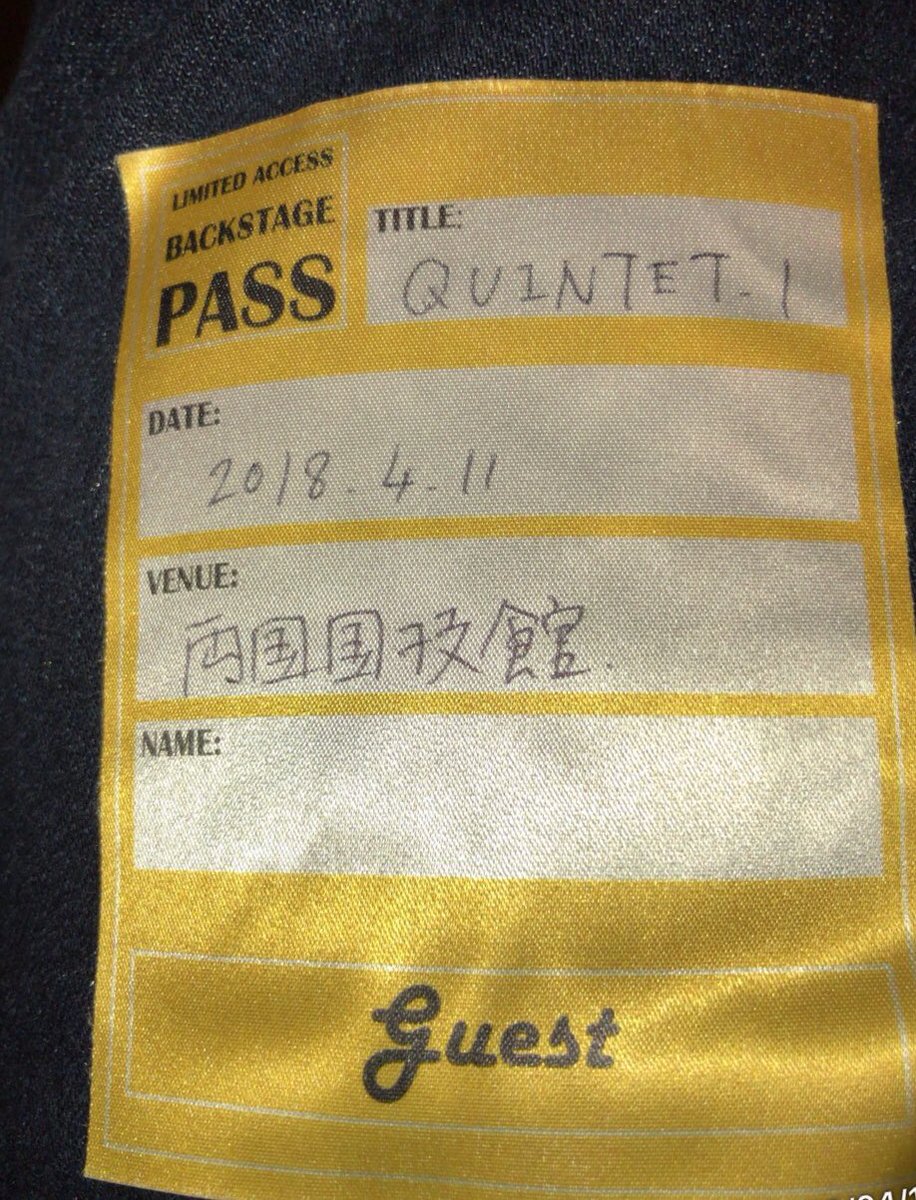 LIMITED ACCESS
BACKSTAGE
PASS
TITLE:
QUINTET.1
DATE:
2018.4.11
VENUE:
両国国技館.
NAME:
Guest